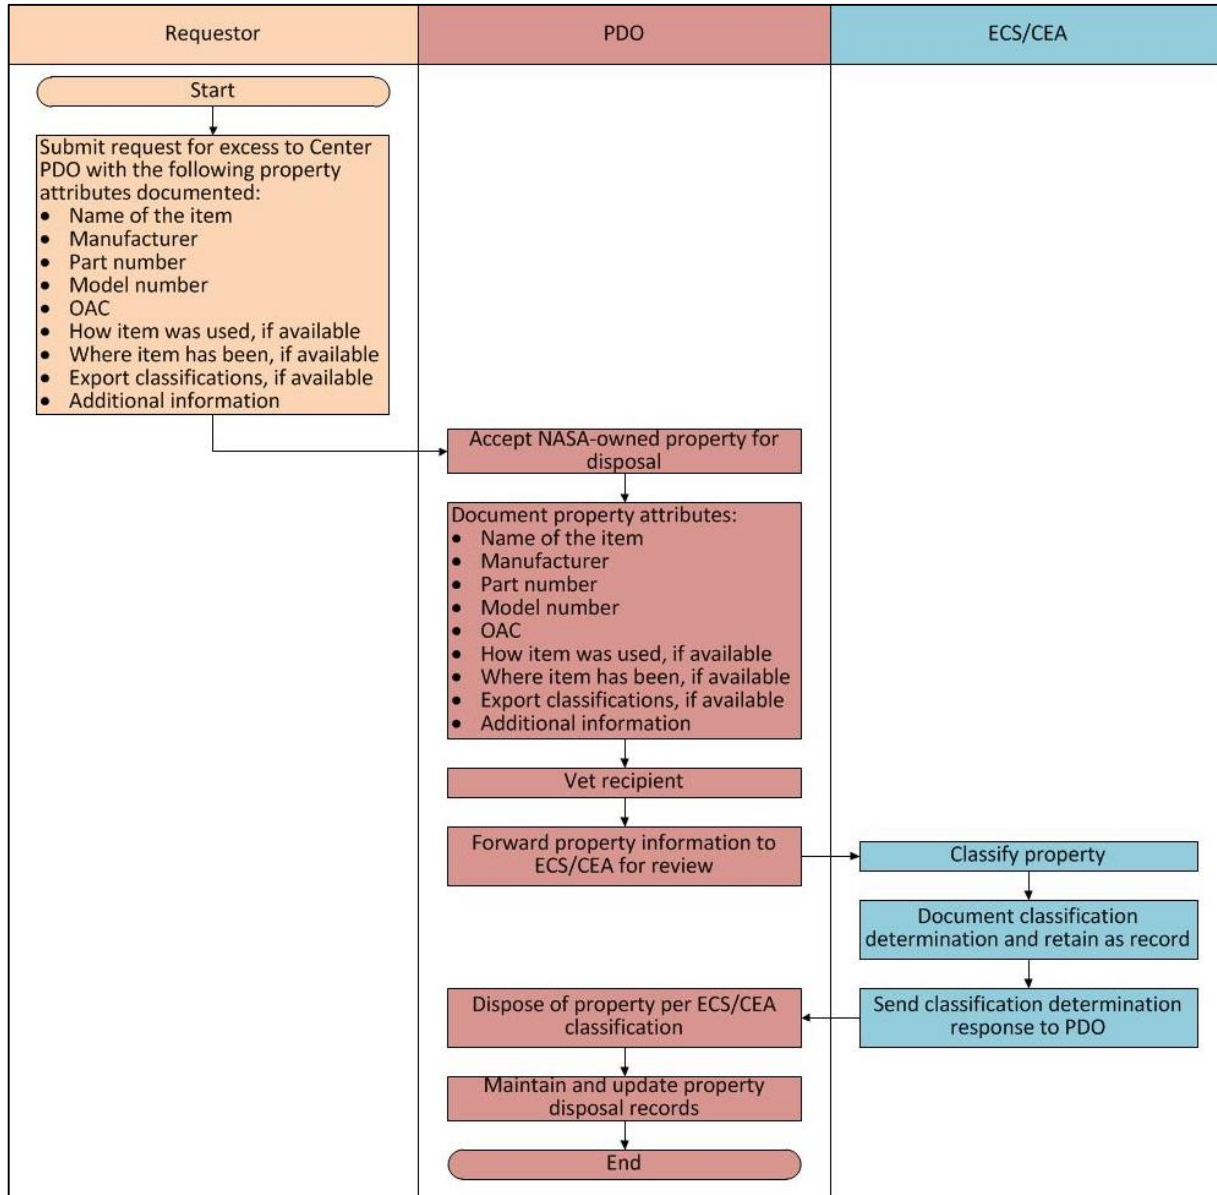 Requestor
PDO
ECS/CEA
Start
Submit request for excess to Center
PDO with the following property
attributes documented:
• Name of the item
• Manufacturer
• Part number
• Model number
• OAC
• How item was used, if available
• Where item has been, if available
• Export classifications, if available
• Additional information
Accept NASA-owned property for
disposal
Document property attributes:
• Name of the item
• Manufacturer
• Part number
• Model number
• OAC
• How item was used, if available
• Where item has been, if available
• Export classifications, if available
• Additional information
Vet recipient
Forward property information to
ECS/CEA for review
Classify property
Document classification
determination and retain as record
Send classification determination
response to PDO
Dispose of property per ECS/CEA
classification
Maintain and update property
disposal records
End